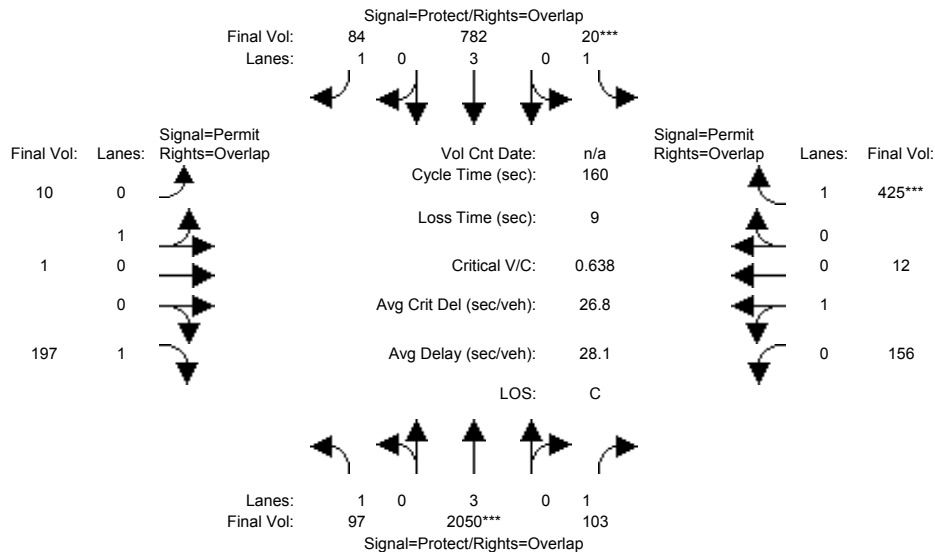 Signal=Protect/Rights=Overlap
Final Vol: 84 782 20***
Lanes: 1 0 3 0 1
Signal=Permit Signal=Permit
Final Vol: Lanes: Rights=Overlap Vol Cnt Date: n/a Rights=Overlap Lanes: Final Vol:
Cycle Time (sec): 160
10 0 1 425***
Loss Time (sec): 9
1 0
1 0 Critical V/C: 0.638 0 12
0 Avg Crit Del (sec/veh): 26.8 1
197 1 Avg Delay (sec/veh): 28.1 0 156
LOS: C
Lanes: 1 0 3 0 1
Final Vol: 97 2050*** 103
Signal=Protect/Rights=Overlap